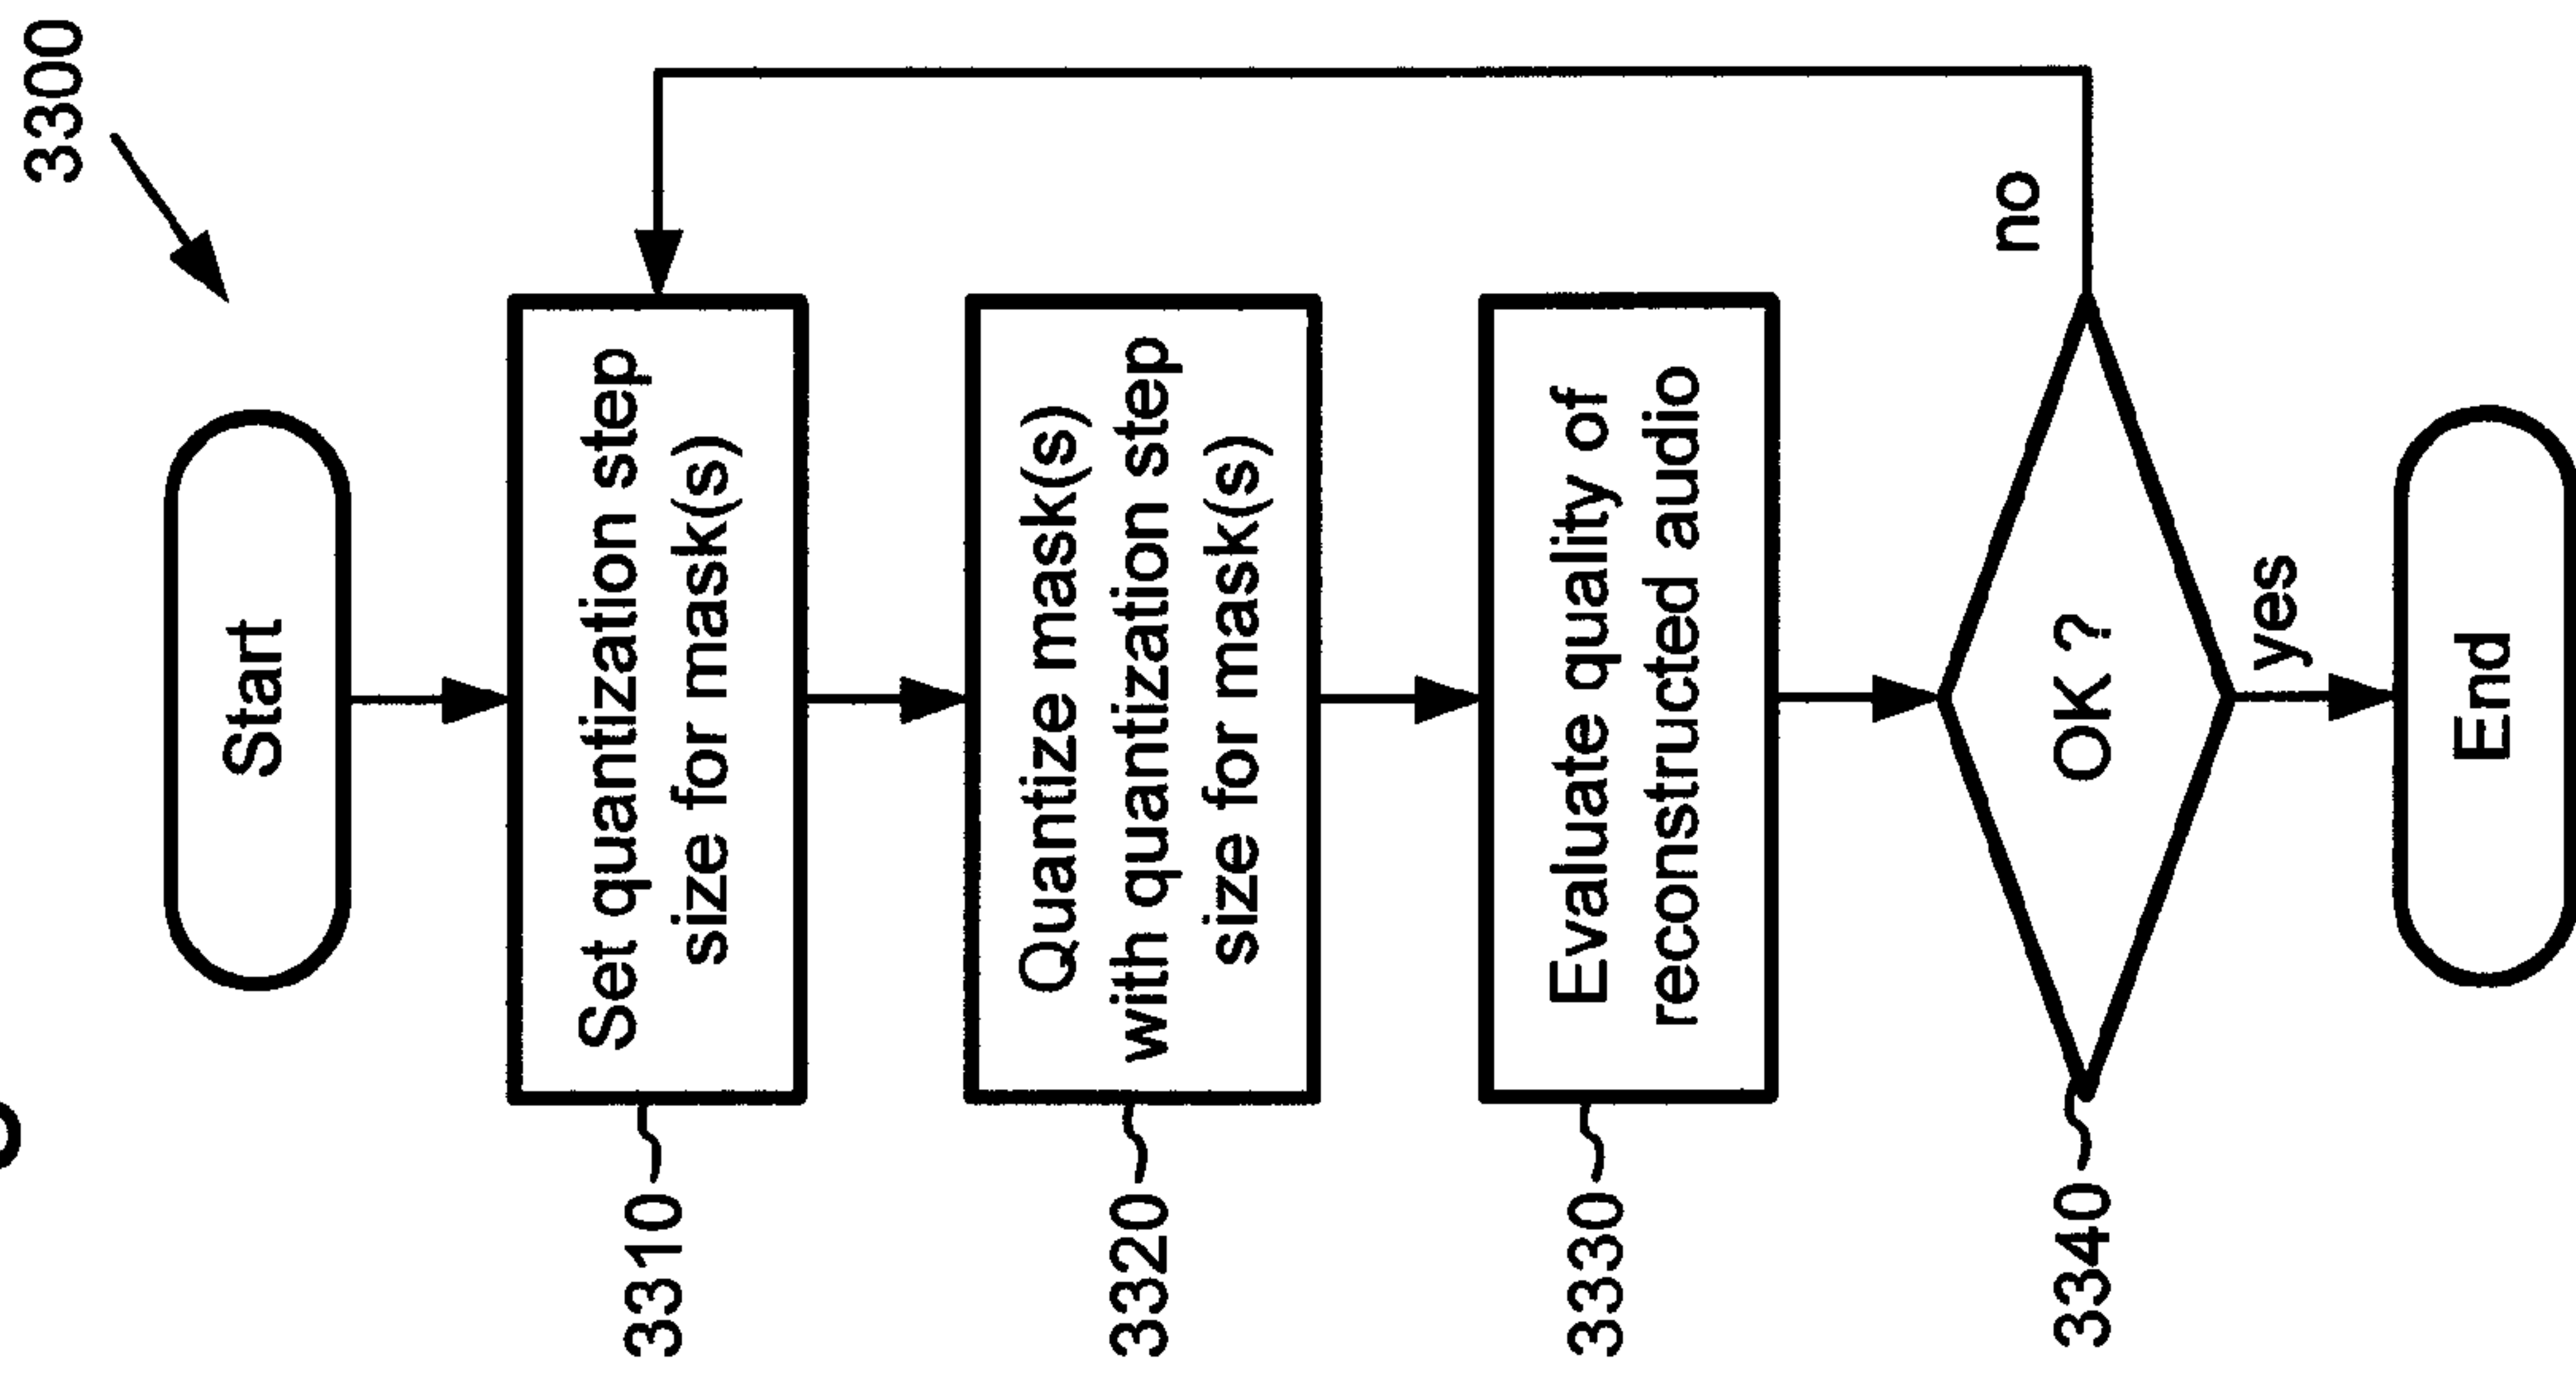 3300
Start
Set quantization step
size for mask(s)
3310
Quantize mask(s)
with quantization step
size for mask(s)
3320
Evaluate quality of
reconstructed audio
3330
OK ?
no
3340
yes
End